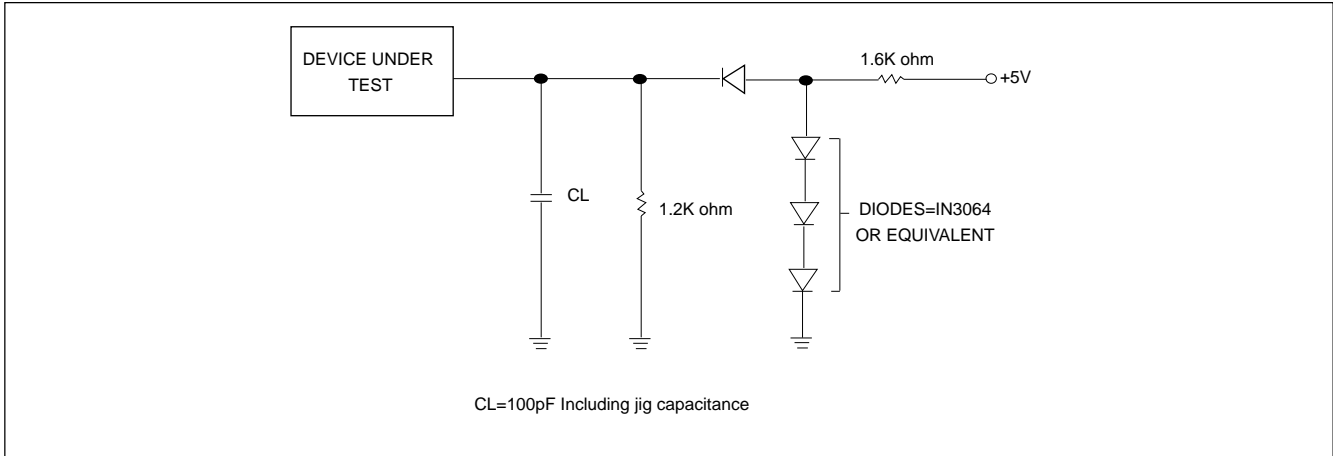 DEVICE UNDER
TEST
1.6K ohm
+5V
CL
1.2K ohm
DIODES=IN3064
OR EQUIVALENT
CL=100pF Including jig capacitance